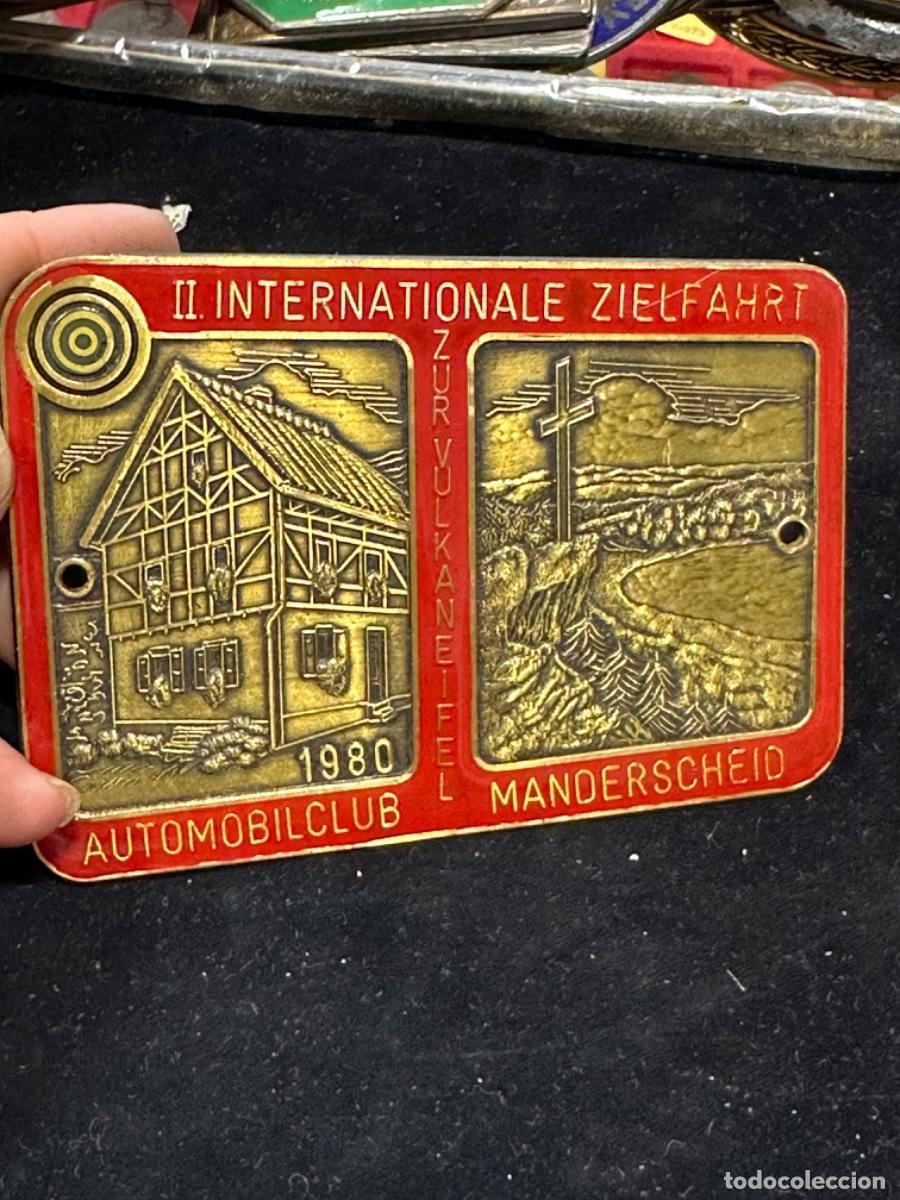 II. INTERNATIONALE ZIELFAHRT
ZUR VULKANEIFEL
1980
AUTOMOBILCLUB MANDERSCHEID
todocoleccion